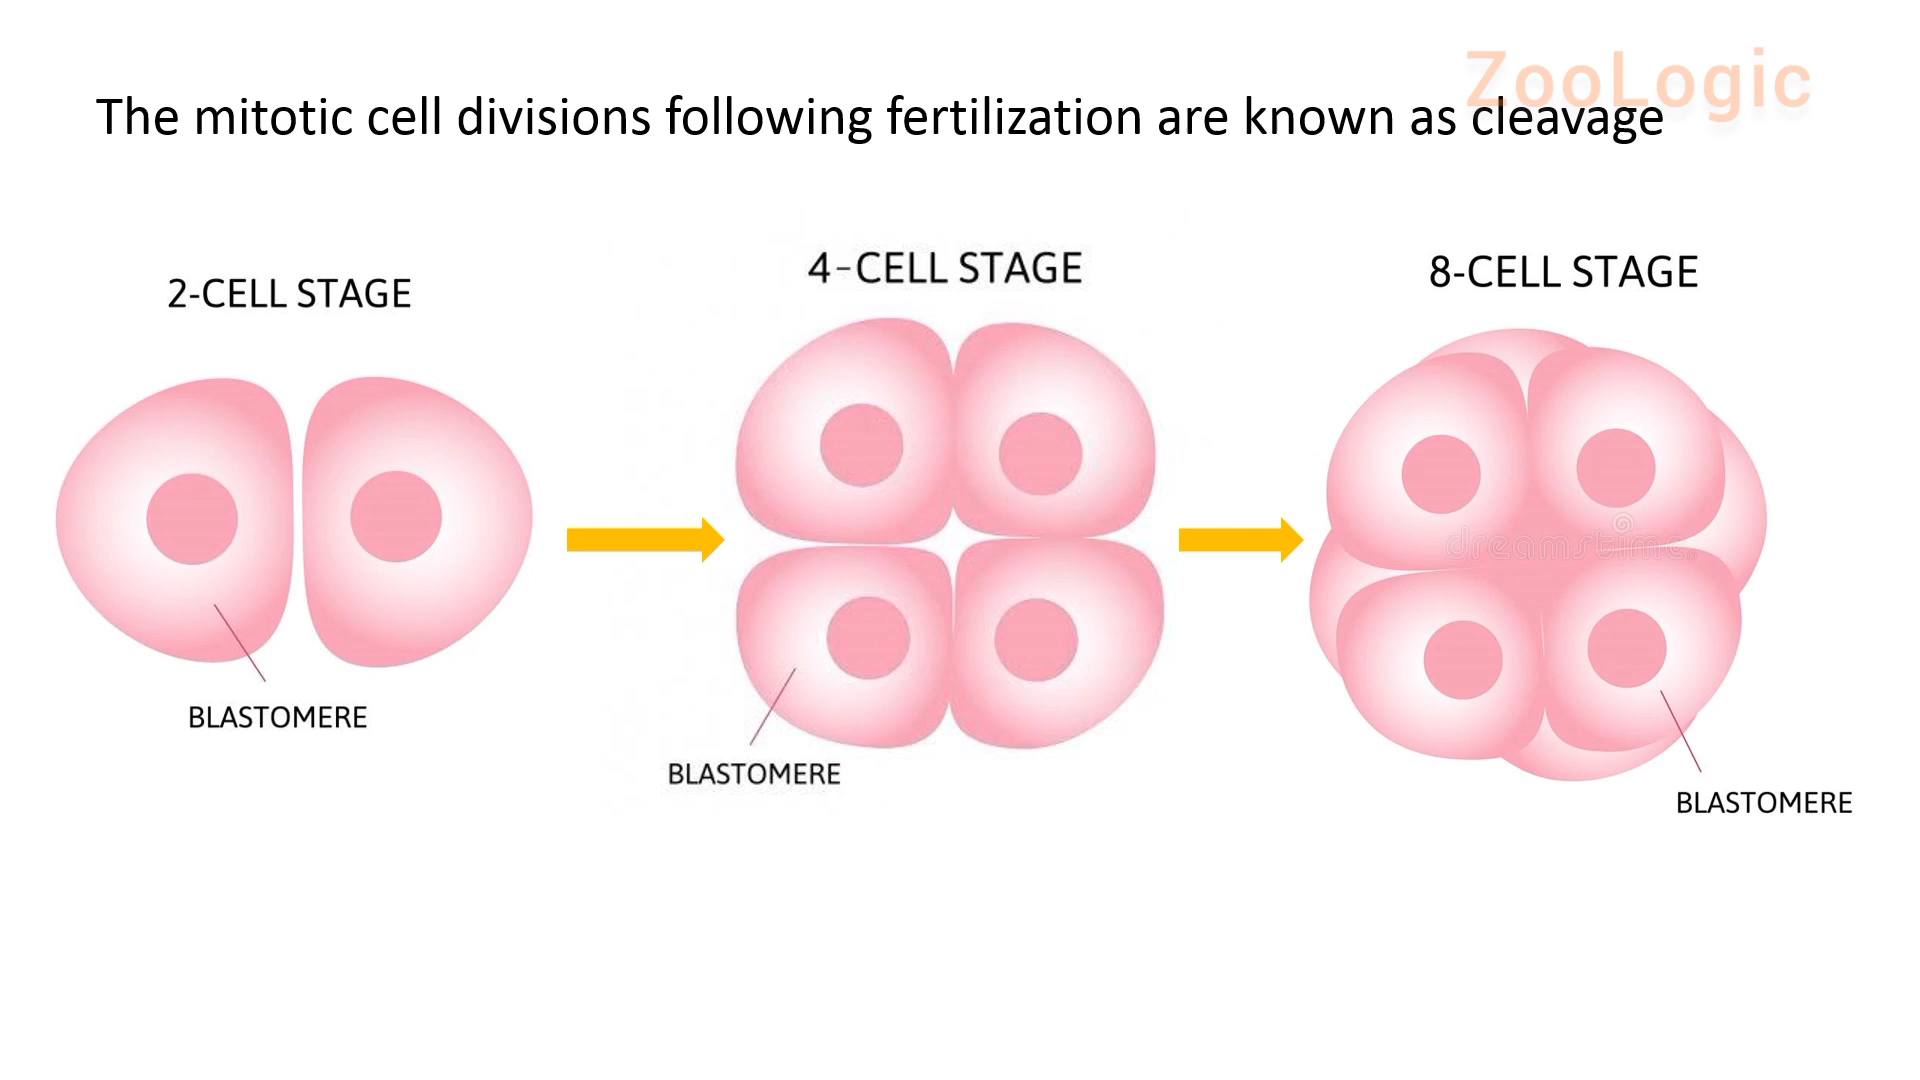 ZooLogic
The mitotic cell divisions following fertilization are known as cleavage
2-CELL STAGE
4-CELL STAGE
8-CELL STAGE
dreamstime.
BLASTOMERE
BLASTOMERE
BLASTOMERE